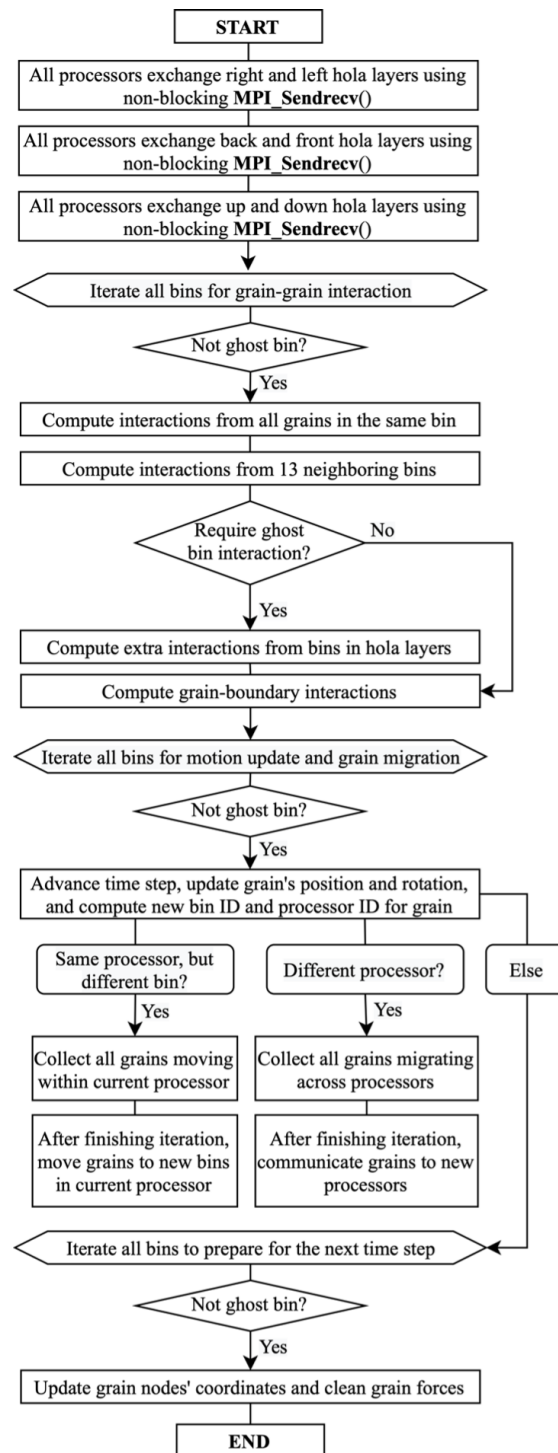 START
All processors exchange right and left hola layers using
non-blocking MPI_Sendrecv()
All processors exchange back and front hola layers using
non-blocking MPI_Sendrecv()
All processors exchange up and down hola layers using
non-blocking MPI_Sendrecv()
Iterate all bins for grain-grain interaction
Not ghost bin?
Yes
Compute interactions from all grains in the same bin
Compute interactions from 13 neighboring bins
Require ghost
bin interaction?
No
Yes
Compute extra interactions from bins in hola layers
Compute grain-boundary interactions
Iterate all bins for motion update and grain migration
Not ghost bin?
Yes
Advance time step, update grain's position and rotation,
and compute new bin ID and processor ID for grain
Same processor, but
different bin?
Different processor?
Else
Yes
Yes
Collect all grains moving
within current processor
Collect all grains migrating
across processors
After finishing iteration,
move grains to new bins
in current processor
After finishing iteration,
communicate grains to new
processors
Iterate all bins to prepare for the next time step
Not ghost bin?
Yes
Update grain nodes' coordinates and clean grain forces
END